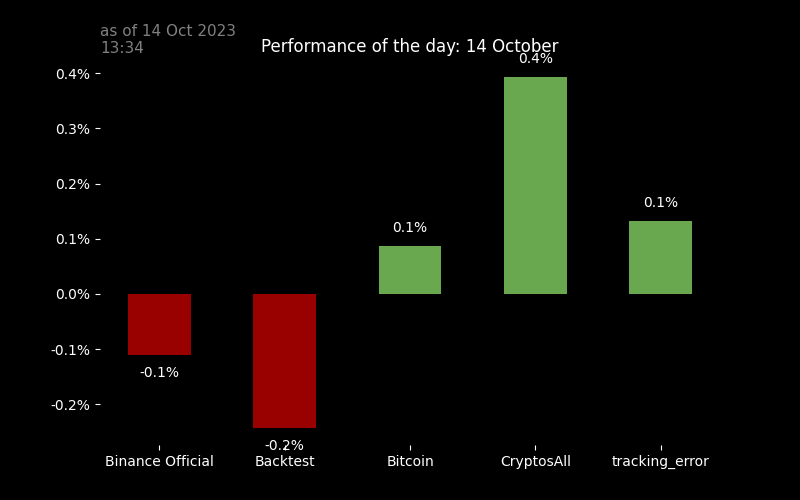 as of 14 Oct 2023
13:34
Performance of the day: 14 October
0.4%
0.3%
0.2%
0.1%
0.0%
-0.1%
-0.2%
-0.1%
-0.2%
0.1%
0.4%
0.1%
Binance Official
Backtest
Bitcoin
CryptosAll
tracking_error